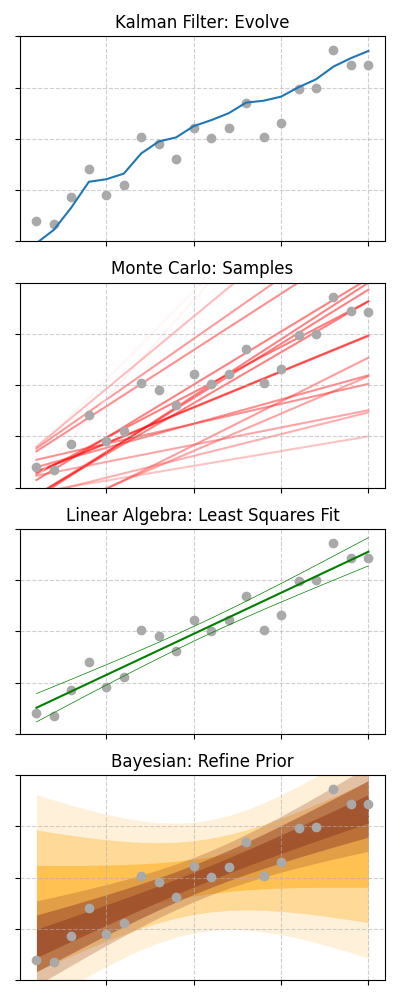 Kalman Filter: Evolve
Monte Carlo: Samples
Linear Algebra: Least Squares Fit
Bayesian: Refine Prior